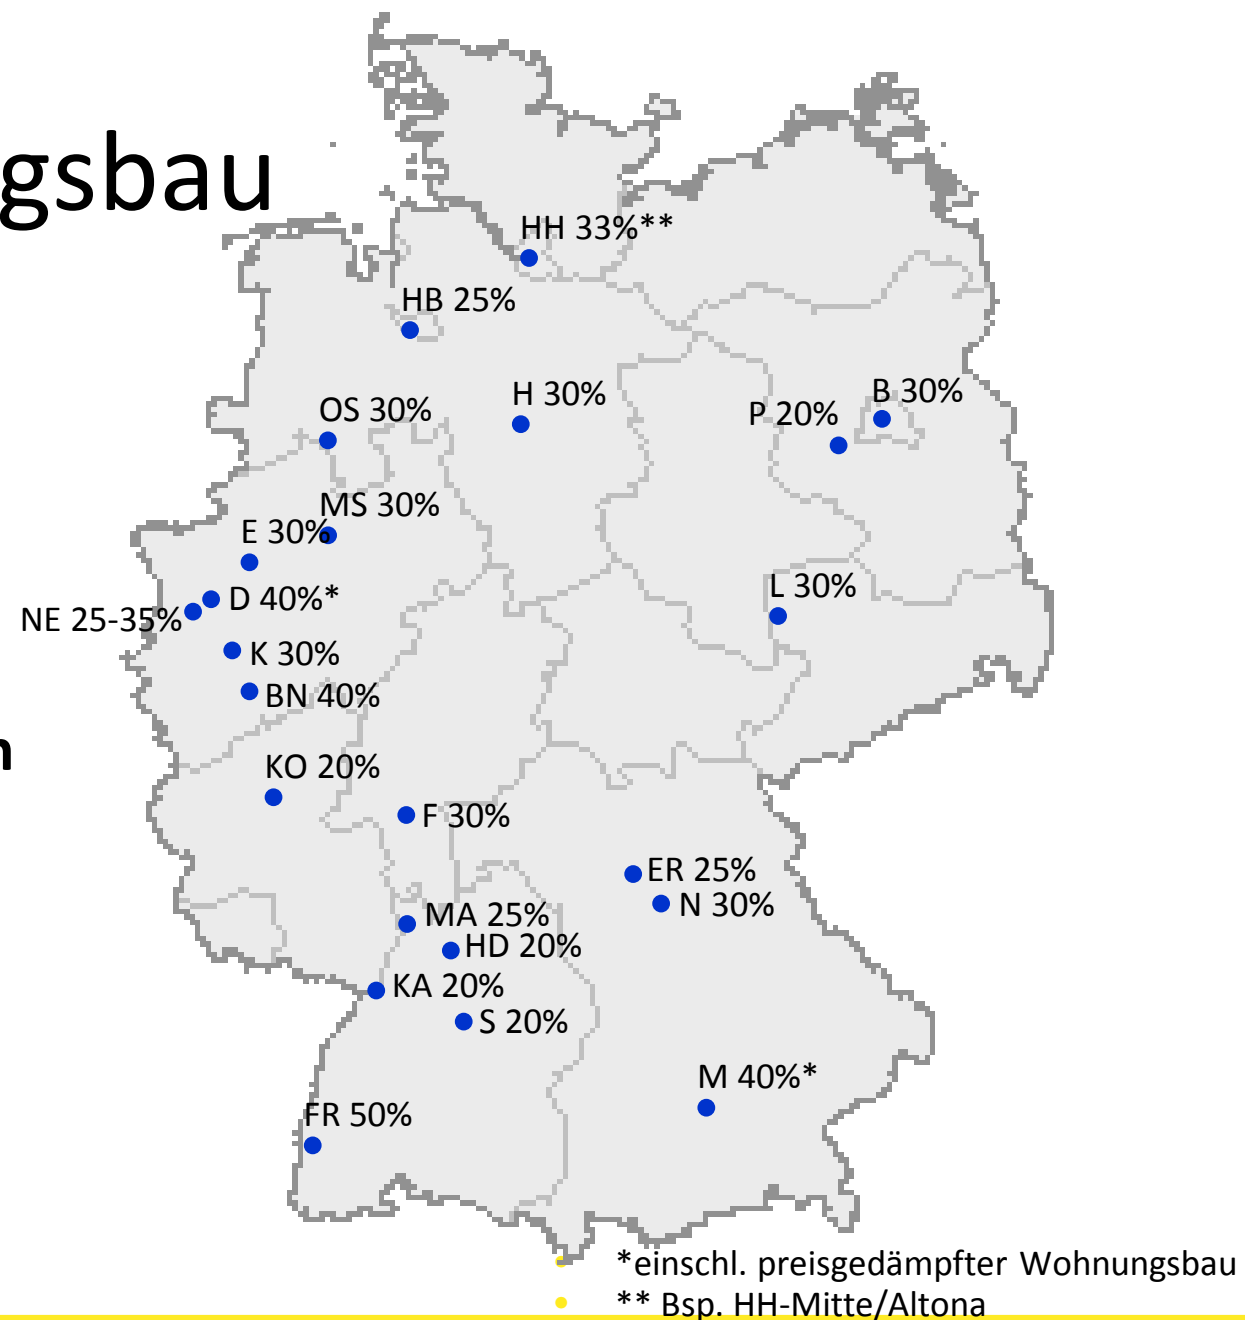 gsbau
HH 33%**
HB 25%
H 30%
B 30%
OS 30%
P 20%
MS 30%
E 30%
L 30%
D 40%*
NE 25-35%
K 30%
BN 40%
n
KO 20%
F 30%
ER 25%
N 30%
MA 25%
HD 20%
KA 20%
S 20%
M 40%*
FR 50%
*einschl. preisgedämpfter Wohnungsbau
** Bsp. HH-Mitte/Altona